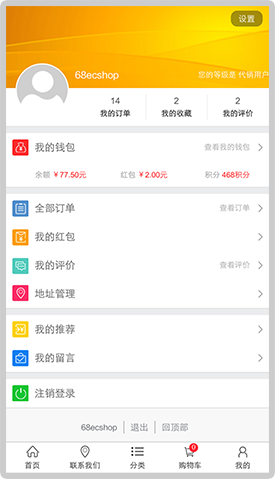 设置
68ecshop
您的等级是 代销用户
14 2 2
我的订单 我的收藏 我的评价
我的钱包 查看我的钱包
余额 ¥77.50元 红包 ¥2.00元 积分 468积分
全部订单 查看订单
我的红包
我的评价 查看评价
地址管理
我的推荐
我的留言
注销登录
68ecshop 退出 回顶部
0
首页 联系我们 分类 购物车 我的